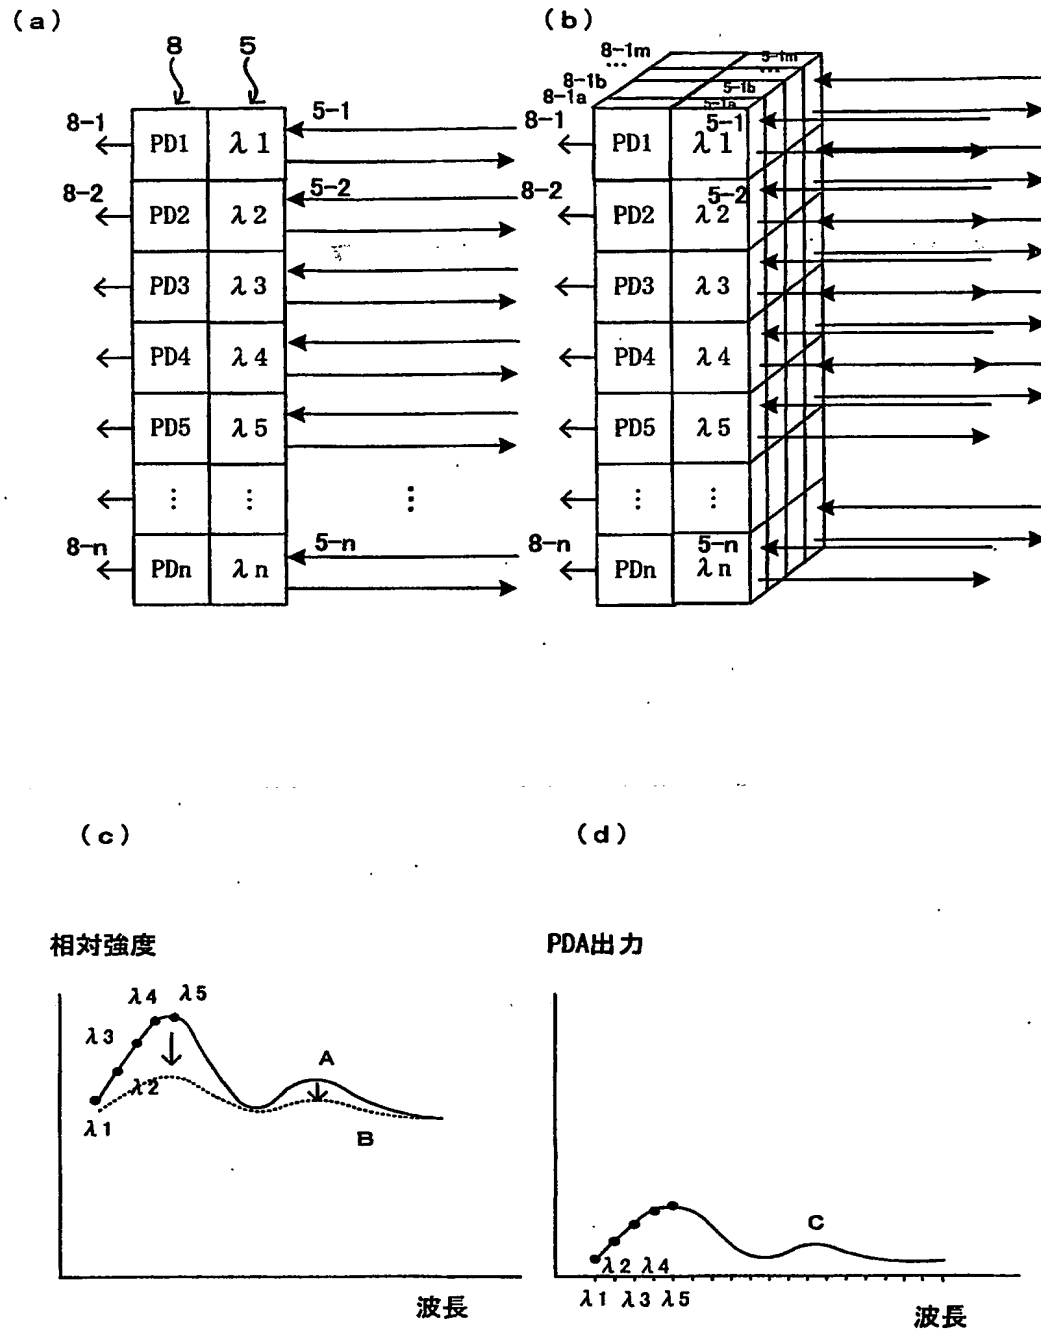 (a)
8 5
8-1 PD1 λ1 5-1
8-2 PD2 λ2 5-2
PD3 λ3
PD4 λ4
PD5 λ5
⋮ ⋮ ⋮
8-n PDn λn 5-n
(b)
8-1m 5-1m
… …
8-1b 5-1b
8-1a 5-1a
8-1 PD1 λ1 5-1
8-2 PD2 λ2 5-2
PD3 λ3
PD4 λ4
PD5 λ5
⋮ ⋮
8-n PDn λn 5-n
(c)
相対強度
λ4 λ5
λ3
A
λ2
λ1
B
波長
(d)
PDA出力
C
λ2 λ4
λ1 λ3 λ5
波長